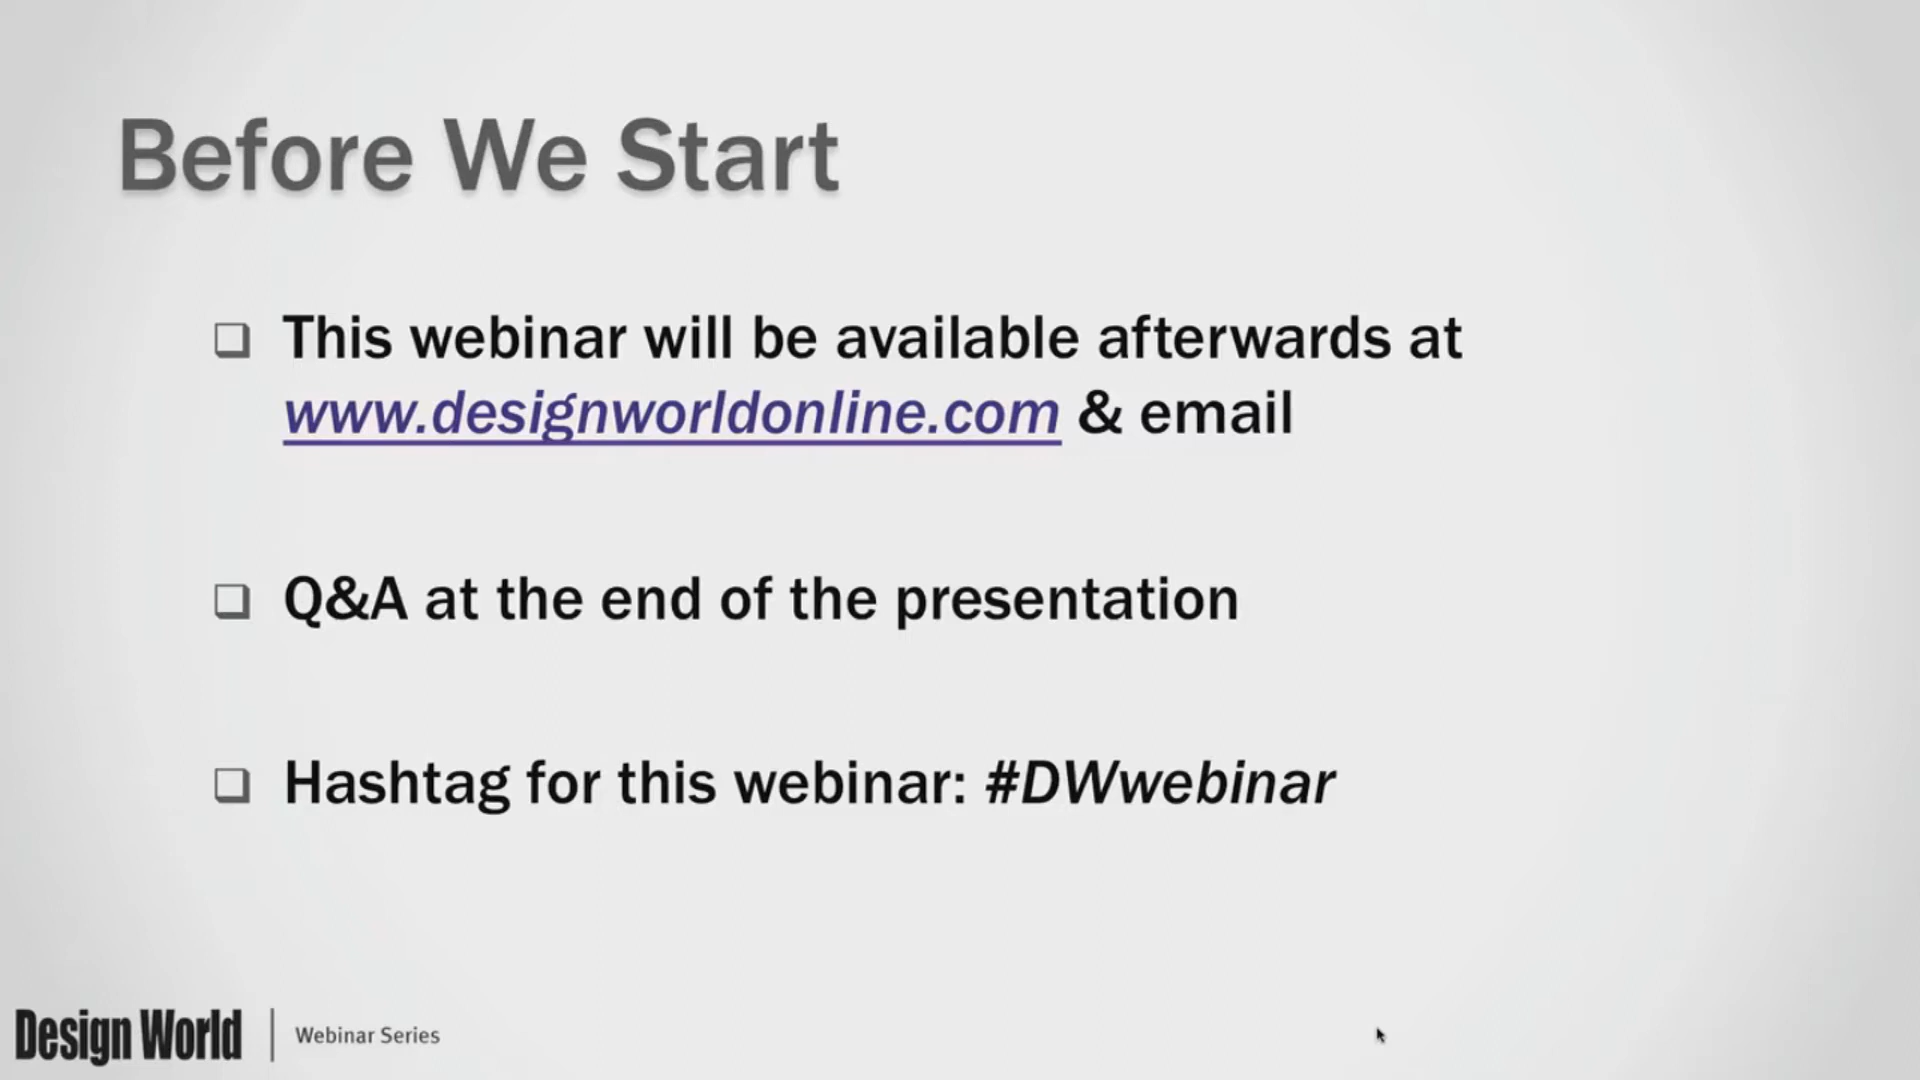 Before We Start
This webinar will be available afterwards at
www.designworldonline.com & email
Q&A at the end of the presentation
Hashtag for this webinar: #DWwebinar
Design World | Webinar Series